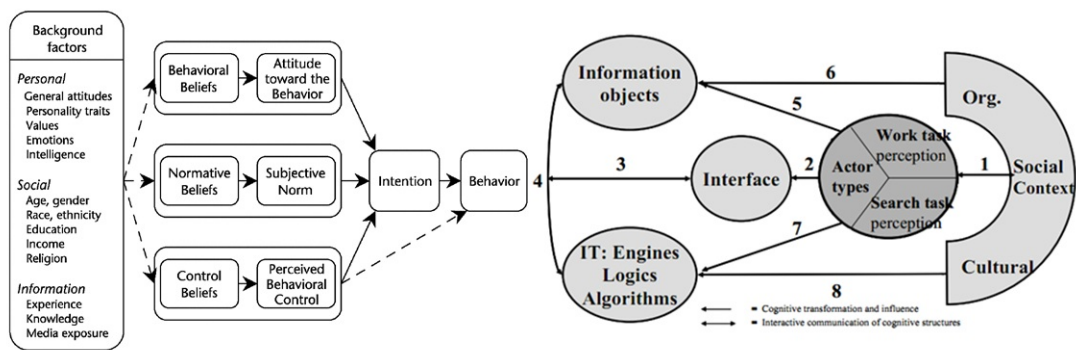 Background
factors
Personal
General attitudes
Personality traits
Values
Emotions
Intelligence
Social
Age, gender
Race, ethnicity
Education
Income
Religion
Information
Experience
Knowledge
Media exposure
Behavioral
Beliefs
Attitude
toward the
Behavior
Normative
Beliefs
Subjective
Norm
Control
Beliefs
Perceived
Behavioral
Control
Intention
Behavior
4
Information
objects
3
Interface
IT: Engines
Logics
Algorithms
6
5
2
7
8
Actor
types
Work task
perception
Search task
perception
1
Org.
Social
Context
Cultural
= Cognitive transformation and influence
= Interactive communication of cognitive structures